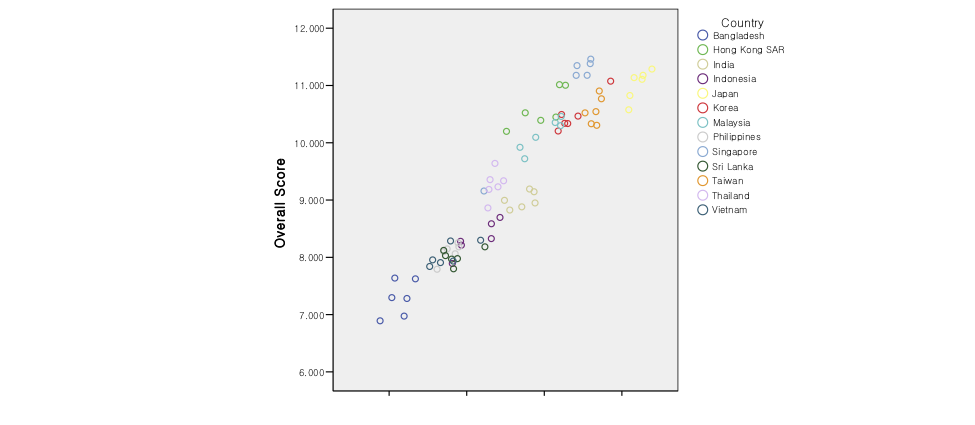 Country
Bangladesh
Hong Kong SAR
India
Indonesia
Japan
Korea
Malaysia
Philippines
Singapore
Sri Lanka
Taiwan
Thailand
Vietnam
Overall Score
12.000
11.000
10.000
9.000
8.000
7.000
6.000